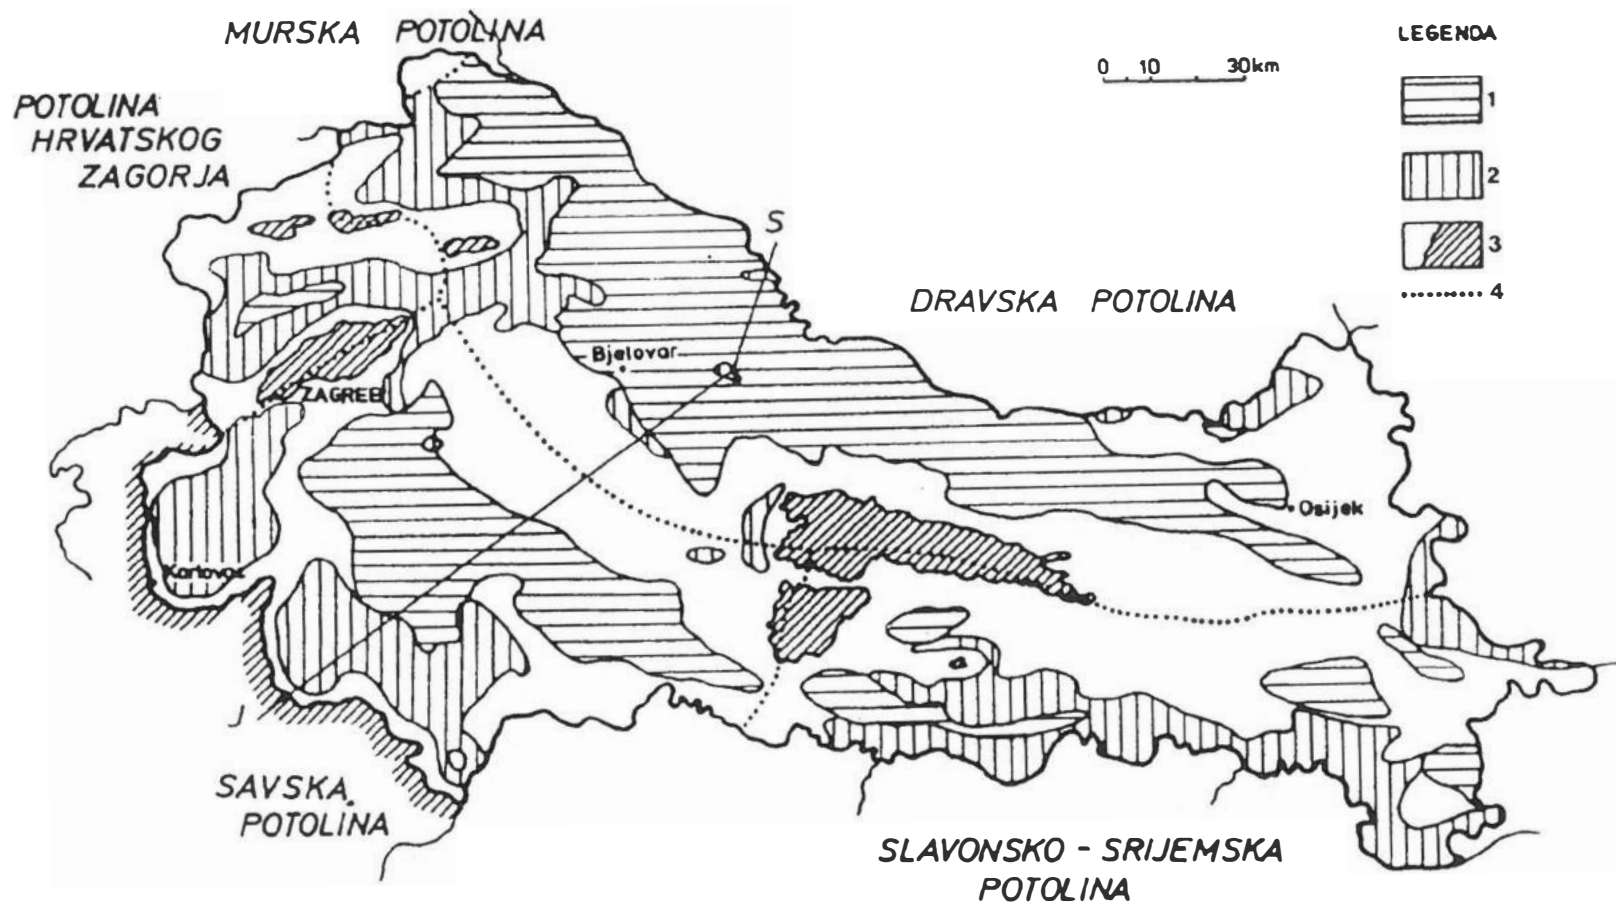 MURSKA POTOLINA
POTOLINA
HRVATSKOG
ZAGORJA
0 10 30km
LEGENDA
1
2
3
4
S
DRAVSKA POTOLINA
Bjelovar
ZAGREB
Osijek
Karlovac
J
SAVSKA
POTOLINA
SLAVONSKO - SRIJEMSKA
POTOLINA